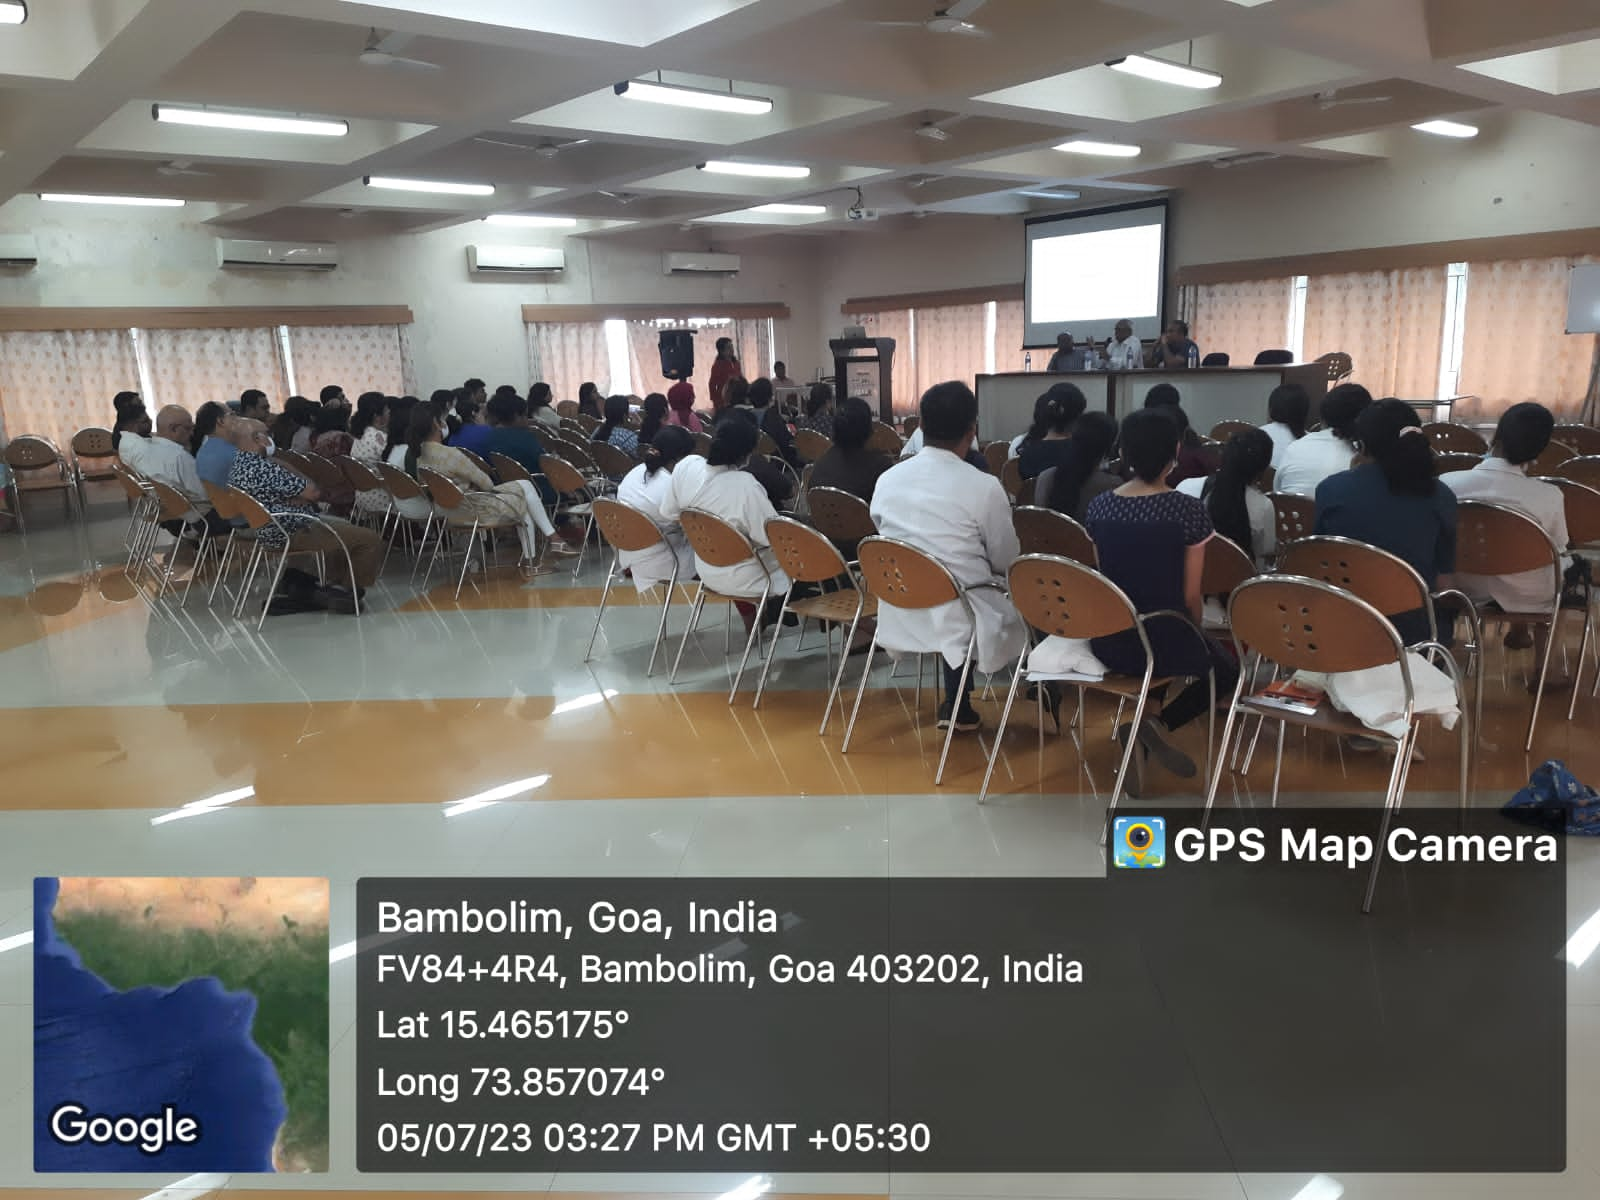 GPS Map Camera
Bambolim, Goa, India
FV84+4R4, Bambolim, Goa 403202, India
Lat 15.465175°
Long 73.857074°
05/07/23 03:27 PM GMT +05:30
Google